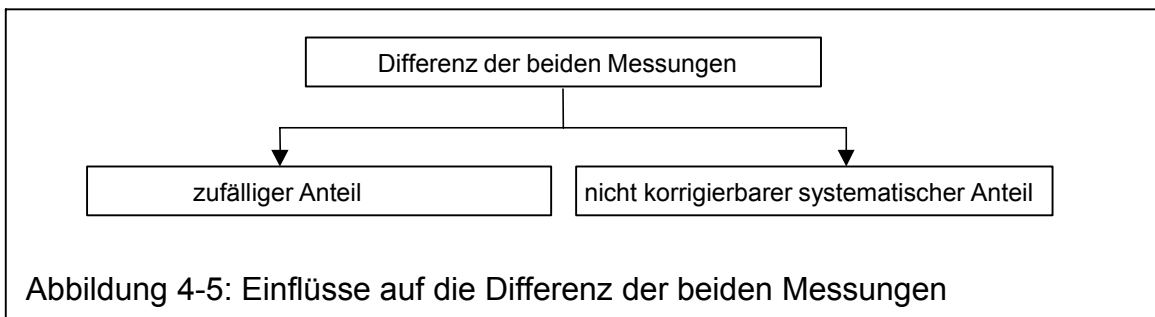 Differenz der beiden Messungen
zufälliger Anteil
nicht korrigierbarer systematischer Anteil
Abbildung 4-5: Einflüsse auf die Differenz der beiden Messungen